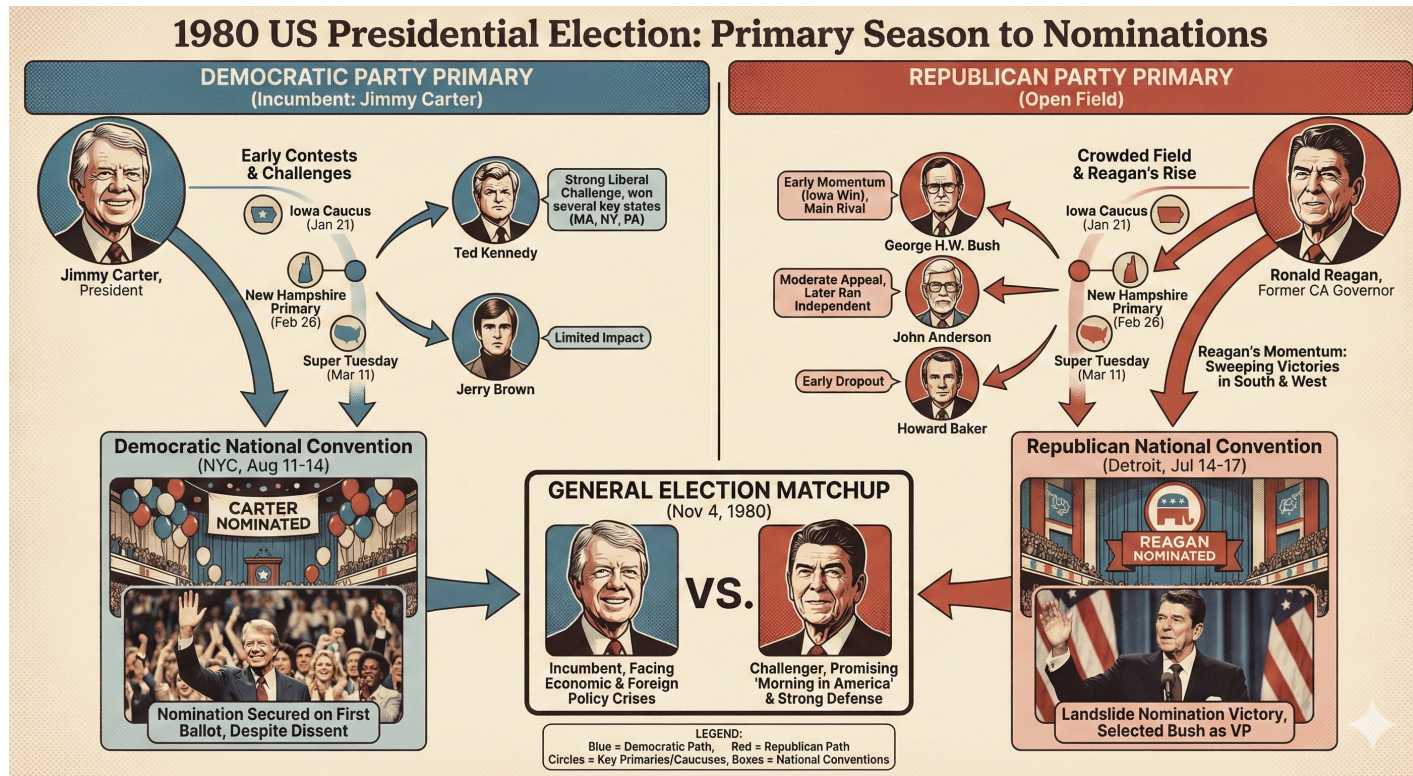 1980 US Presidential Election: Primary Season to Nominations
DEMOCRATIC PARTY PRIMARY
(Incumbent: Jimmy Carter)
Jimmy Carter,
President
Early Contests
& Challenges
Iowa Caucus
(Jan 21)
New Hampshire
Primary
(Feb 26)
Super Tuesday
(Mar 11)
Ted Kennedy
Strong Liberal
Challenge, won
several key states
(MA, NY, PA)
Jerry Brown
Limited Impact
REPUBLICAN PARTY PRIMARY
(Open Field)
Early Momentum
(Iowa Win),
Main Rival
George H.W. Bush
Moderate Appeal,
Later Ran
Independent
John Anderson
Early Dropout
Howard Baker
Crowded Field
& Reagan's Rise
Iowa Caucus
(Jan 21)
New Hampshire
Primary
(Feb 26)
Super Tuesday
(Mar 11)
Ronald Reagan,
Former CA Governor
Reagan's Momentum:
Sweeping Victories
in South & West
Democratic National Convention
(NYC, Aug 11-14)
CARTER
NOMINATED
Nomination Secured on First
Ballot, Despite Dissent
GENERAL ELECTION MATCHUP
(Nov 4, 1980)
VS.
Incumbent, Facing
Economic & Foreign
Policy Crises
Challenger, Promising
'Morning in America'
& Strong Defense
Republican National Convention
(Detroit, Jul 14-17)
REAGAN
NOMINATED
Landslide Nomination Victory,
Selected Bush as VP
LEGEND:
Blue = Democratic Path, Red = Republican Path
Circles = Key Primaries/Caucuses, Boxes = National Conventions